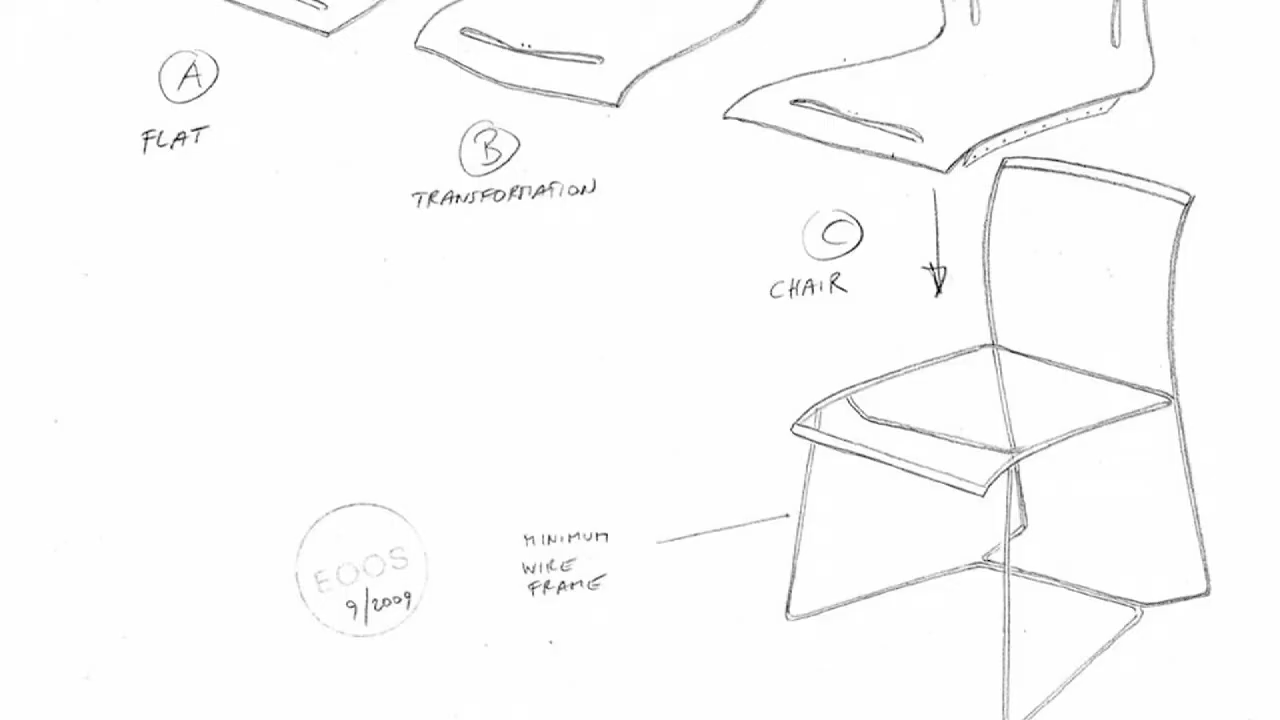 A
FLAT
B
TRANSFORMATION
C
CHAIR
MINIMUM
WIRE
FRAME
EOOS
9/2009